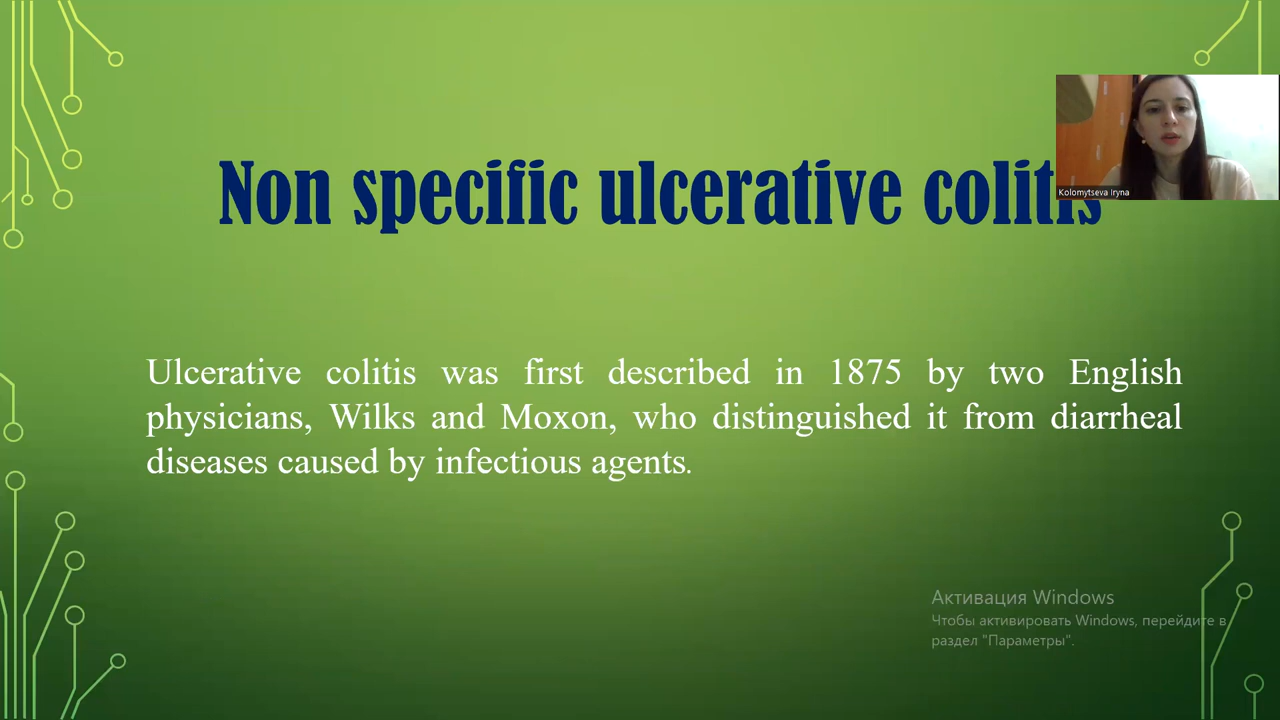 Non specific ulcerative colitis
Kolomytseva Iryna
Ulcerative colitis was first described in 1875 by two English
physicians, Wilks and Moxon, who distinguished it from diarrheal
diseases caused by infectious agents.
Активация Windows
Чтобы активировать Windows, перейдите в
раздел "Параметры".